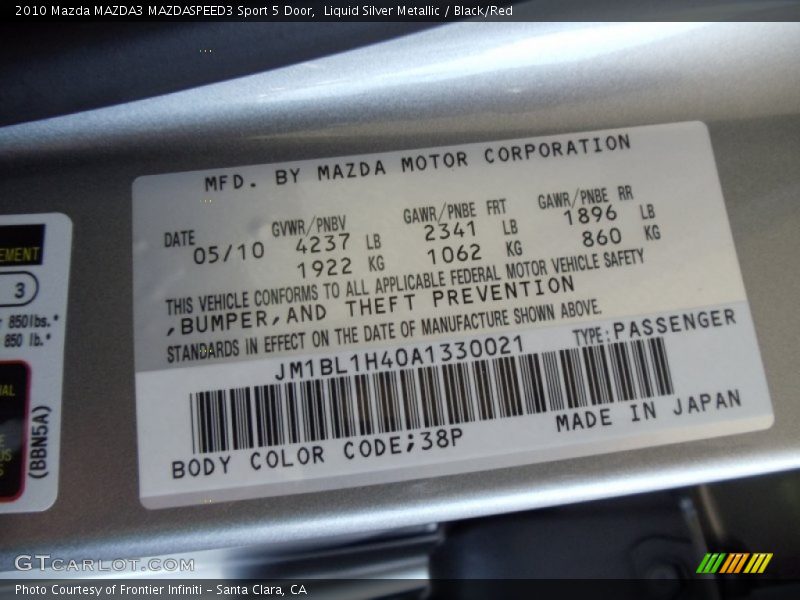 2010 Mazda MAZDA3 MAZDASPEED3 Sport 5 Door,  Liquid Silver Metallic / Black/Red
MFD. BY MAZDA MOTOR CORPORATION
DATE GVWR/PNBV GAWR/PNBE FRT GAWR/PNBE RR
05/10 4237 LB 2341 LB 1896 LB
1922 KG 1062 KG 860 KG
THIS VEHICLE CONFORMS TO ALL APPLICABLE FEDERAL MOTOR VEHICLE SAFETY
,BUMPER,AND THEFT PREVENTION
STANDARDS IN EFFECT ON THE DATE OF MANUFACTURE SHOWN ABOVE.
JM1BL1H40A1330021 TYPE:PASSENGER
BODY COLOR CODE;38P MADE IN JAPAN
3
850lbs.*
850 lb.*
(BBN5A)
GTCarlot.com
Photo Courtesy of Frontier Infiniti - Santa Clara, CA